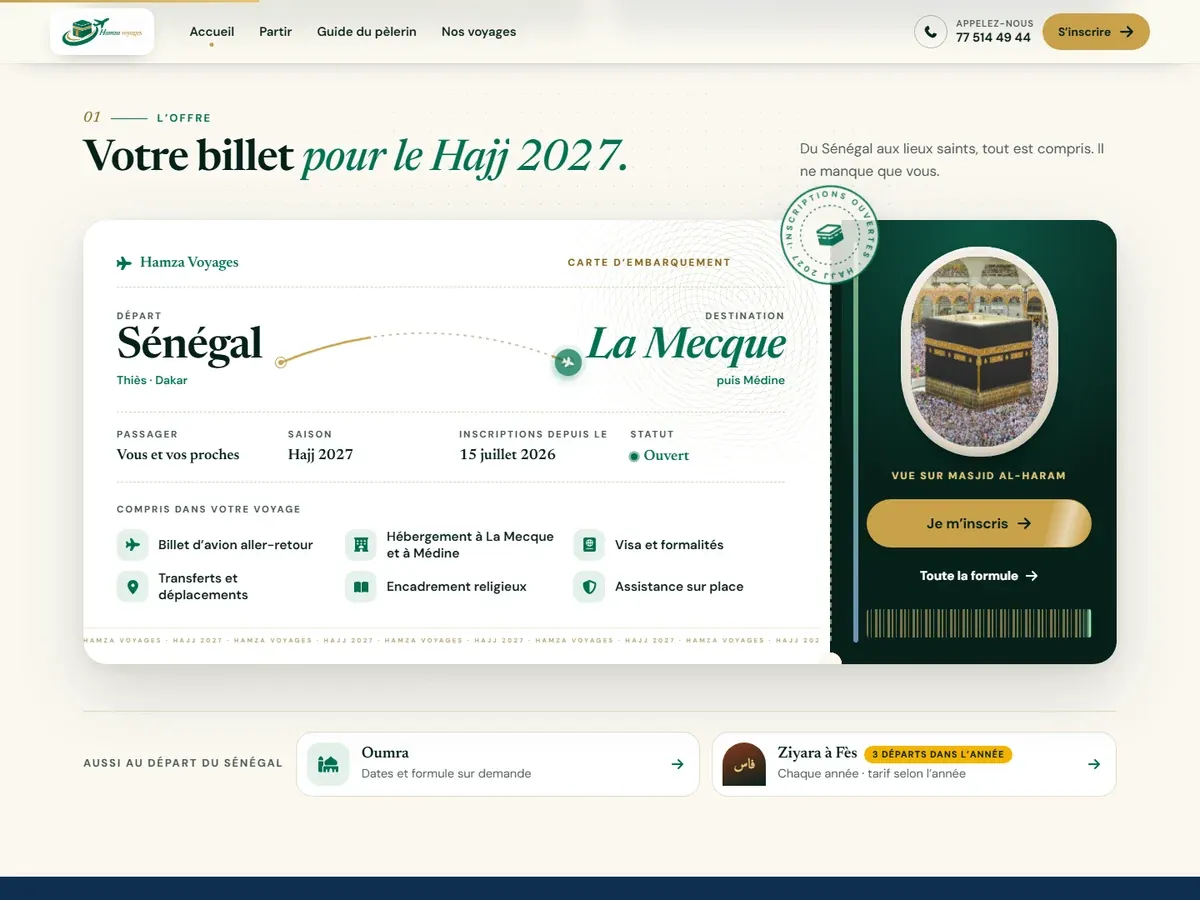 Hamza voyages
Accueil
Partir
Guide du pèlerin
Nos voyages
APPELEZ-NOUS
77 514 49 44
S'inscrire
01 L'OFFRE
Votre billet pour le Hajj 2027.
Du Sénégal aux lieux saints, tout est compris. Il
ne manque que vous.
INSCRIPTIONS OUVERTES · HAJJ 2027 ·
Hamza Voyages
CARTE D'EMBARQUEMENT
DÉPART
Sénégal
Thiès · Dakar
DESTINATION
La Mecque
puis Médine
PASSAGER
Vous et vos proches
SAISON
Hajj 2027
INSCRIPTIONS DEPUIS LE
15 juillet 2026
STATUT
Ouvert
COMPRIS DANS VOTRE VOYAGE
Billet d'avion aller-retour
Hébergement à La Mecque
et à Médine
Visa et formalités
Transferts et
déplacements
Encadrement religieux
Assistance sur place
HAMZA VOYAGES · HAJJ 2027 · HAMZA VOYAGES · HAJJ 2027 · HAMZA VOYAGES · HAJJ 2027 · HAMZA VOYAGES · HAJJ 2027 · HAMZA VOYAGES · HAJJ 202
VUE SUR MASJID AL-HARAM
Je m'inscris
Toute la formule
AUSSI AU DÉPART DU SÉNÉGAL
Oumra
Dates et formule sur demande
فاس
Ziyara à Fès
3 DÉPARTS DANS L'ANNÉE
Chaque année · tarif selon l'année